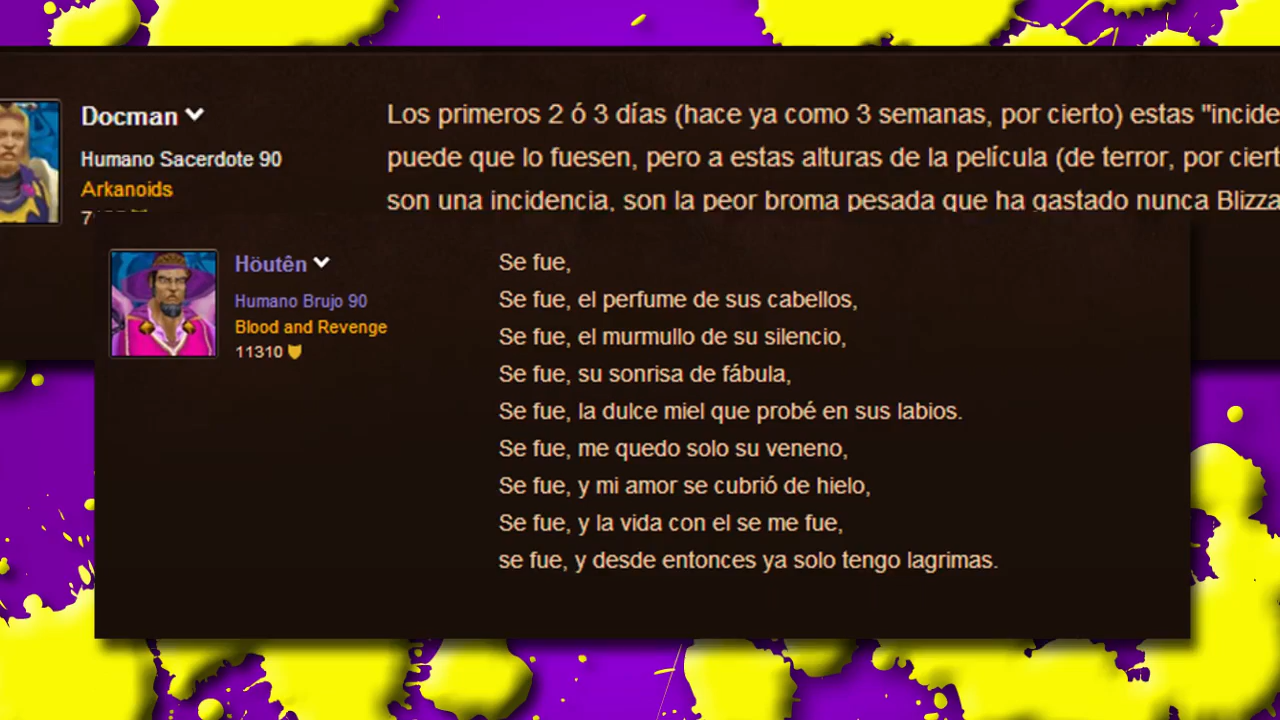 Docman
Humano Sacerdote 90
Arkanoids
Los primeros 2 ó 3 días (hace ya como 3 semanas, por cierto) estas
puede que lo fuesen, pero a estas alturas de la película (de terror, por
son una incidencia, son la peor broma pesada que ha gastado nunca
Höutên
Humano Brujo 90
Blood and Revenge
11310
Se fue,
Se fue, el perfume de sus cabellos,
Se fue, el murmullo de su silencio,
Se fue, su sonrisa de fábula,
Se fue, la dulce miel que probé en sus labios.
Se fue, me quedo solo su veneno,
Se fue, y mi amor se cubrió de hielo,
Se fue, y la vida con el se me fue,
se fue, y desde entonces ya solo tengo lagrimas.